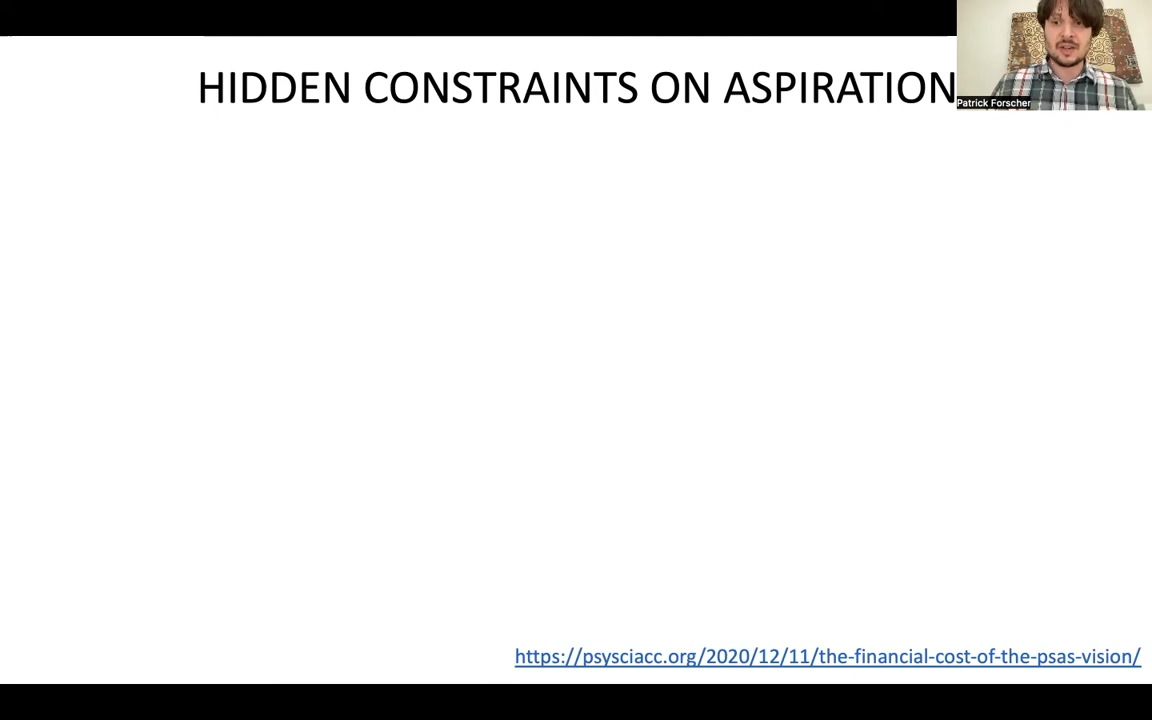 HIDDEN CONSTRAINTS ON ASPIRATION
Patrick Forscher
https://psysciacc.org/2020/12/11/the-financial-cost-of-the-psas-vision/